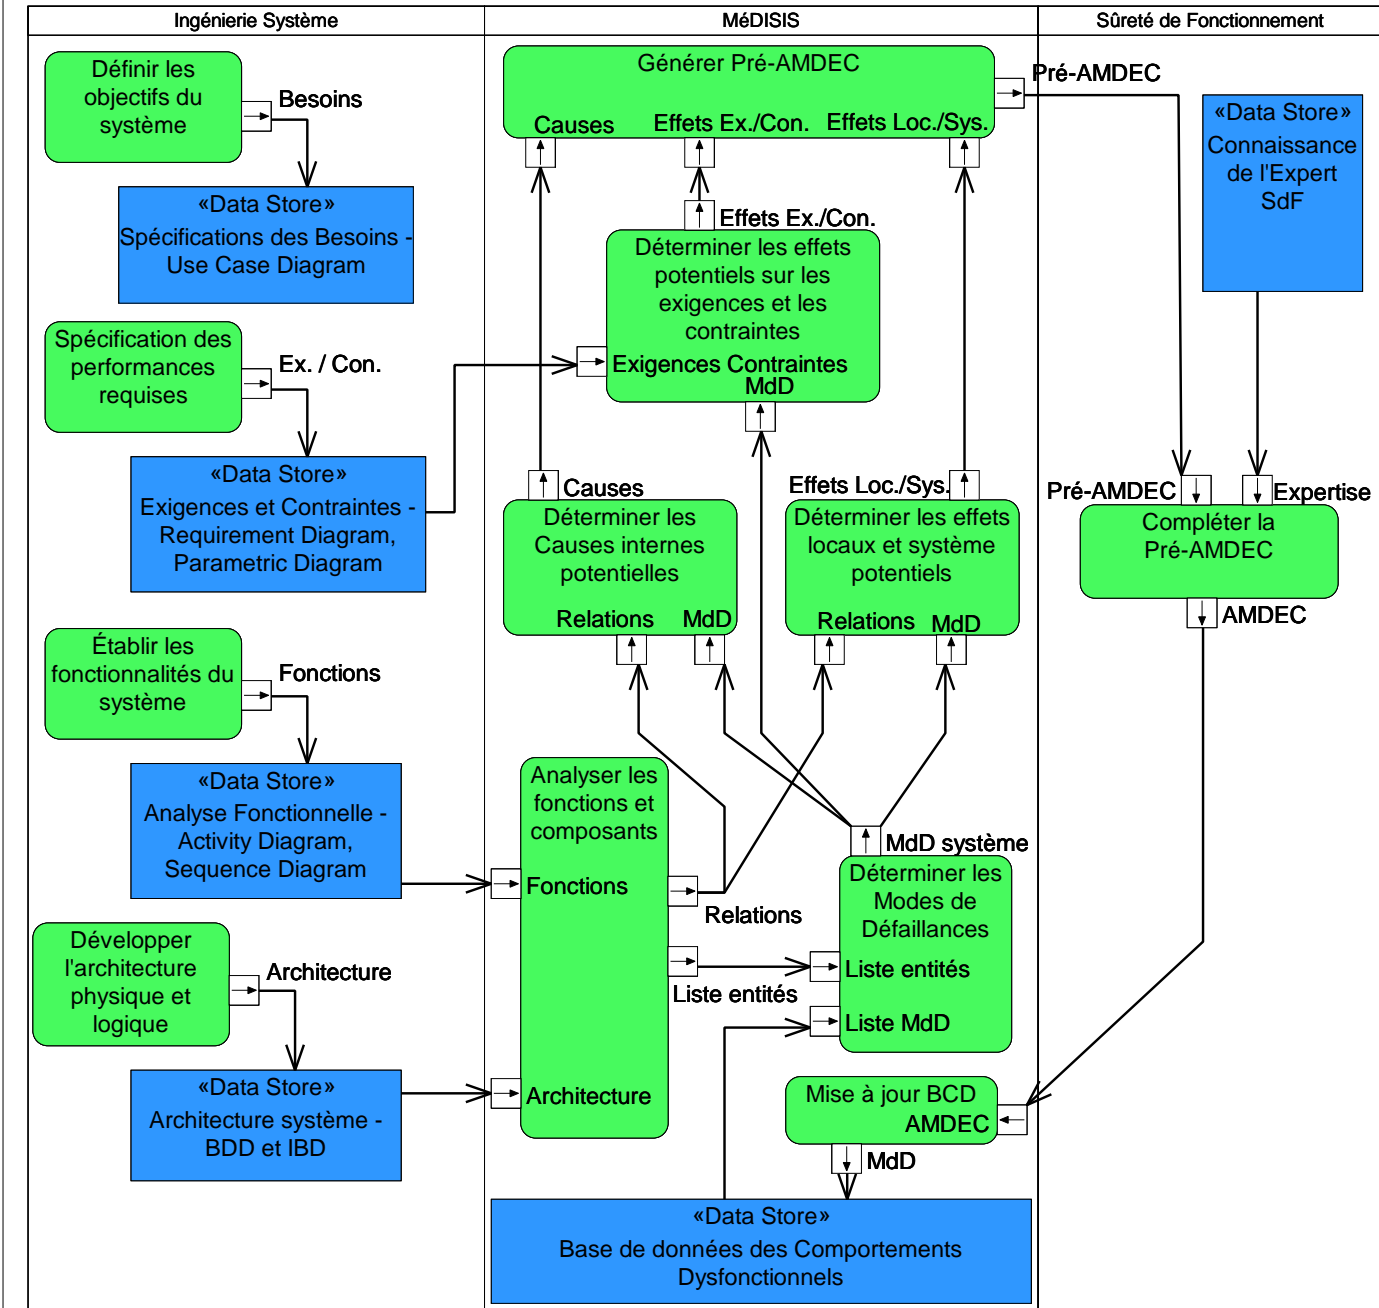 Ingénierie Système
MéDISIS
Sûreté de Fonctionnement
Définir les
objectifs du
système
Besoins
«Data Store»
Spécifications des Besoins -
Use Case Diagram
Spécification des
performances
requises
Ex. / Con.
«Data Store»
Exigences et Contraintes -
Requirement Diagram,
Parametric Diagram
Établir les
fonctionnalités du
système
Fonctions
«Data Store»
Analyse Fonctionnelle -
Activity Diagram,
Sequence Diagram
Développer
l'architecture
physique et
logique
Architecture
«Data Store»
Architecture système -
BDD et IBD
Générer Pré-AMDEC
Causes
Effets Ex./Con.
Effets Loc./Sys.
Pré-AMDEC
Effets Ex./Con.
Déterminer les effets
potentiels sur les
exigences et les
contraintes
Exigences Contraintes
MdD
Causes
Déterminer les
Causes internes
potentielles
Relations
MdD
Effets Loc./Sys.
Déterminer les effets
locaux et système
potentiels
Relations
MdD
Analyser les
fonctions et
composants
Fonctions
Architecture
Relations
Liste entités
MdD système
Déterminer les
Modes de
Défaillances
Liste entités
Liste MdD
Mise à jour BCD
AMDEC
MdD
«Data Store»
Base de données des Comportements
Dysfonctionnels
«Data Store»
Connaissance
de l'Expert
SdF
Pré-AMDEC
Expertise
Compléter la
Pré-AMDEC
AMDEC